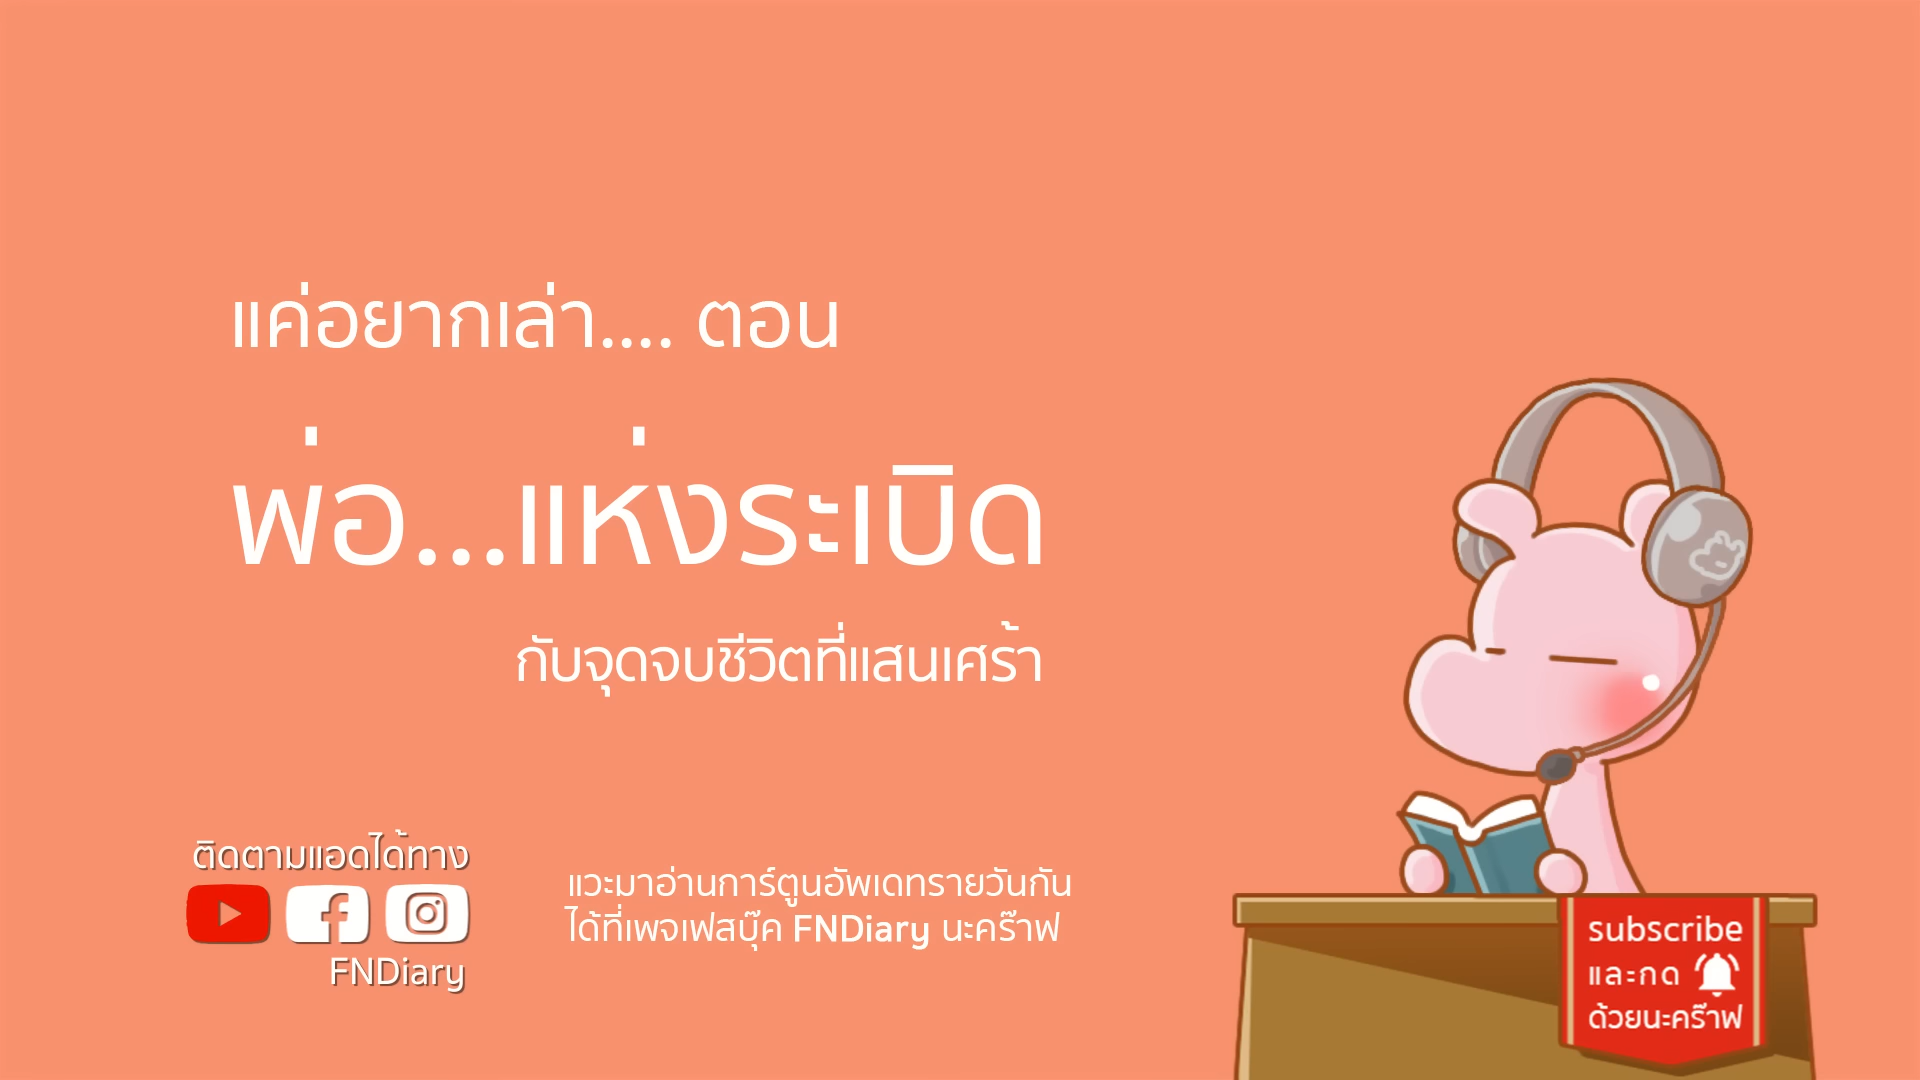 แค่อยากเล่า.... ตอน
พ่อ...แห่งระเบิด
กับจุดจบชีวิตที่แสนเศร้า
ติดตามแอดได้ทาง
FNDiary
แวะมาอ่านการ์ตูนอัพเดทรายวันกัน
ได้ที่เพจเฟสบุ๊ค FNDiary นะคร๊าฟ
subscribe
และกด
ด้วยนะคร๊าฟ